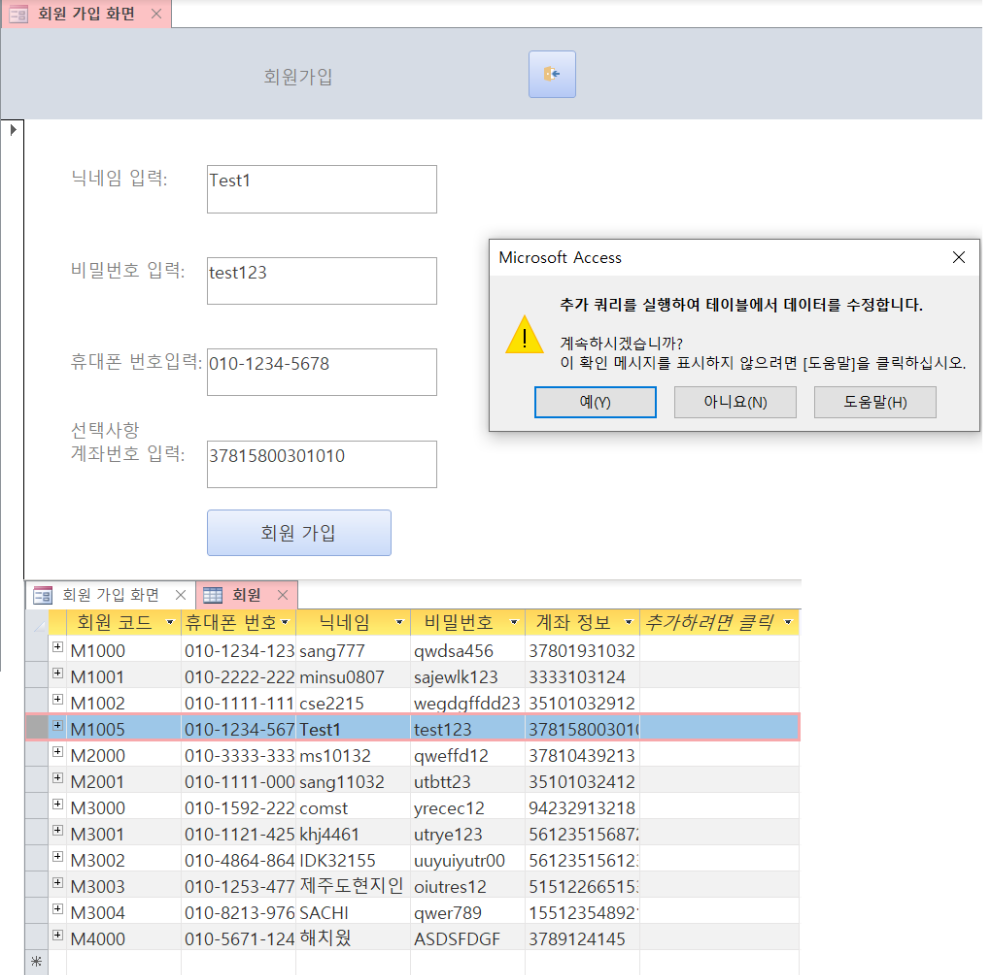 회원 가입 화면
회원가입
닉네임 입력: Test1
비밀번호 입력: test123
휴대폰 번호입력: 010-1234-5678
선택사항
계좌번호 입력: 37815800301010
회원 가입
Microsoft Access
추가 쿼리를 실행하여 테이블에서 데이터를 수정합니다.
계속하시겠습니까?
이 확인 메시지를 표시하지 않으려면 [도움말]을 클릭하십시오.
예(Y) 아니요(N) 도움말(H)
회원 가입 화면 회원
회원 코드 휴대폰 번호 닉네임 비밀번호 계좌 정보 추가하려면 클릭
M1000 010-1234-123 sang777 qwdsa456 37801931032
M1001 010-2222-222 minsu0807 sajewlk123 3333103124
M1002 010-1111-111 cse2215 wegdgffdd23 35101032912
M1005 010-1234-567 Test1 test123 378158003010
M2000 010-3333-333 ms10132 qweffd12 37810439213
M2001 010-1111-000 sang11032 utbtt23 35101032412
M3000 010-1592-222 comst yrecec12 94232913218
M3001 010-1121-425 khj4461 utrye123 561235156872
M3002 010-4864-864 IDK32155 uuyuiyutr00 56123515612
M3003 010-1253-477 제주도현지인 oiutres12 51512266515
M3004 010-8213-976 SACHI qwer789 15512354892
M4000 010-5671-124 해치웠 ASDSFDGF 3789124145